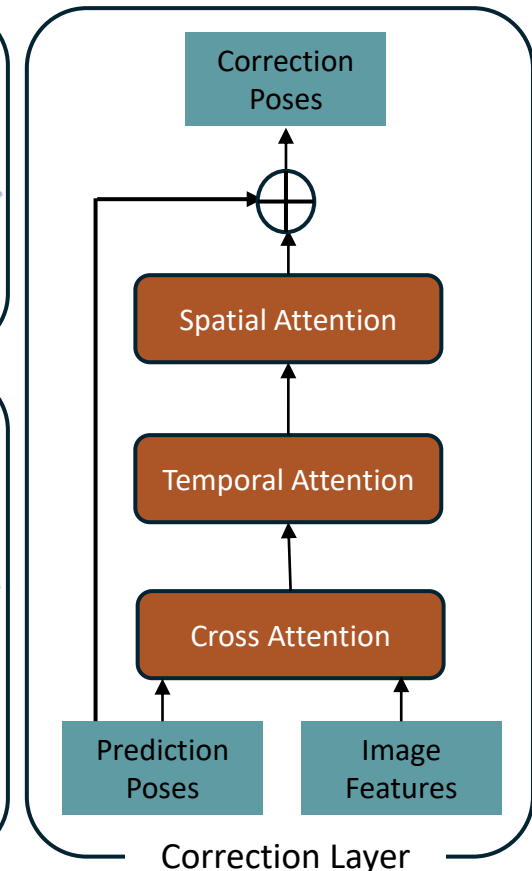 Correction
Poses
Spatial Attention
Temporal Attention
Cross Attention
Prediction
Poses
Image
Features
Correction Layer